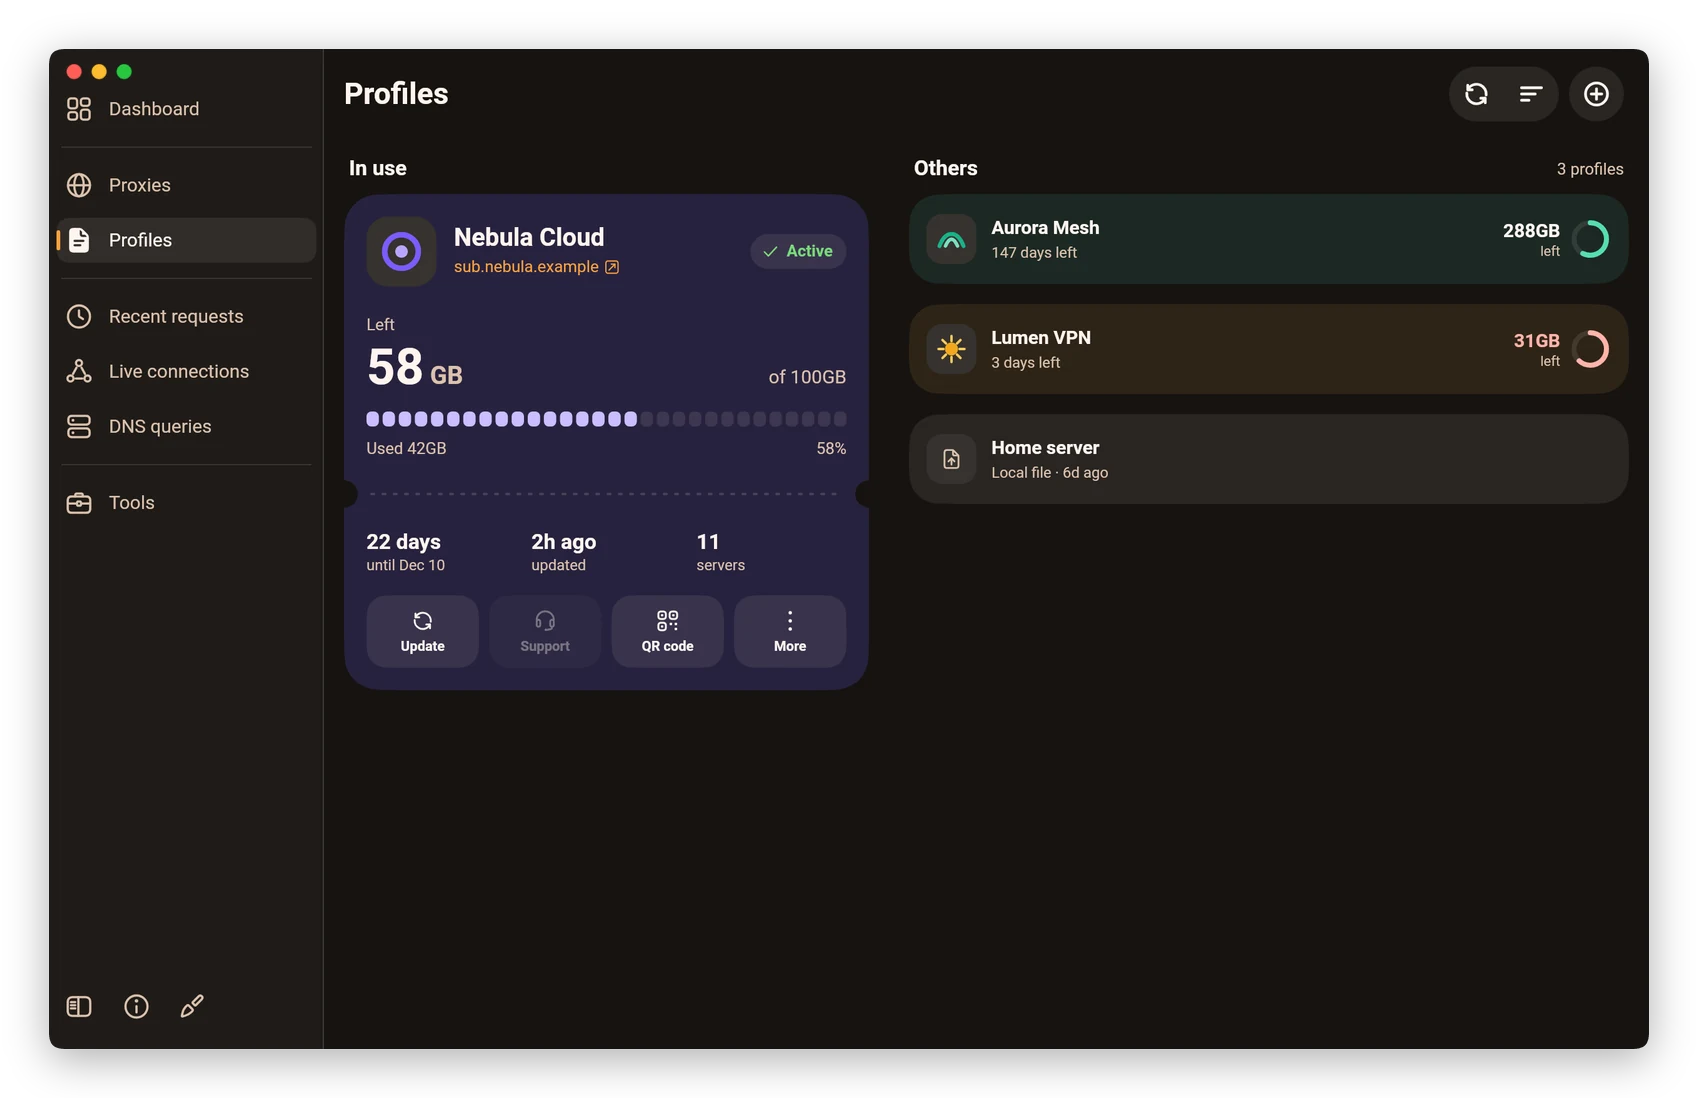 Dashboard
Proxies
Profiles
Recent requests
Live connections
DNS queries
Tools
Profiles
In use
Nebula Cloud
sub.nebula.example
Active
Left
58 GB
of 100GB
Used 42GB
58%
22 days
until Dec 10
2h ago
updated
11
servers
Update
Support
QR code
More
Others
3 profiles
Aurora Mesh
147 days left
288GB
left
Lumen VPN
3 days left
31GB
left
Home server
Local file · 6d ago